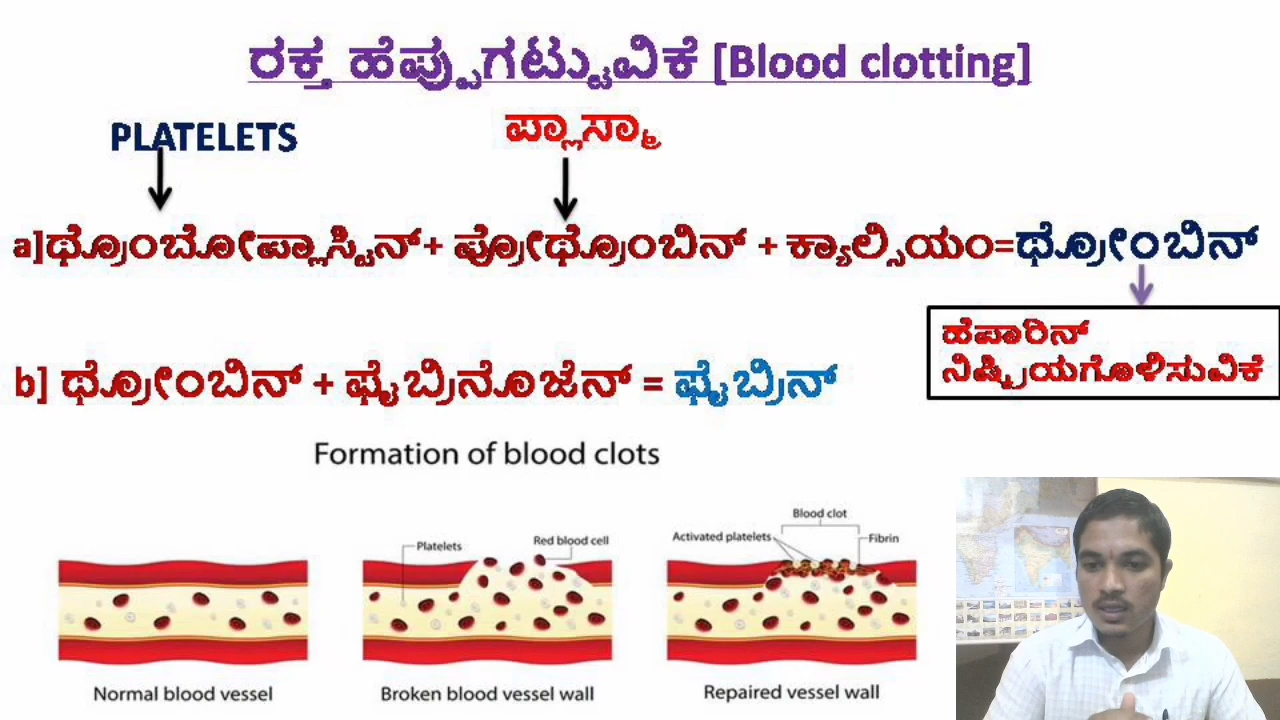 ರಕ್ತ ಹೆಪ್ಪುಗಟ್ಟುವಿಕೆ [Blood clotting]
PLATELETS
ಪ್ಲಾಸ್ಮಾ
a]ಥ್ರೊಂಬೋಪ್ಲಾಸ್ಟಿನ್+ ಪ್ರೋಥ್ರೊಂಬಿನ್ + ಕ್ಯಾಲ್ಸಿಯಂ=ಥ್ರೋಂಬಿನ್
ಹೆಪಾರಿನ್
ನಿಷ್ಕ್ರಿಯಗೊಳಿಸುವಿಕೆ
b] ಥ್ರೋಂಬಿನ್ + ಫೈಬ್ರಿನೊಜೆನ್ = ಫೈಬ್ರಿನ್
Formation of blood clots
Platelets
Red blood cell
Blood clot
Activated platelets
Fibrin
Normal blood vessel
Broken blood vessel wall
Repaired vessel wall